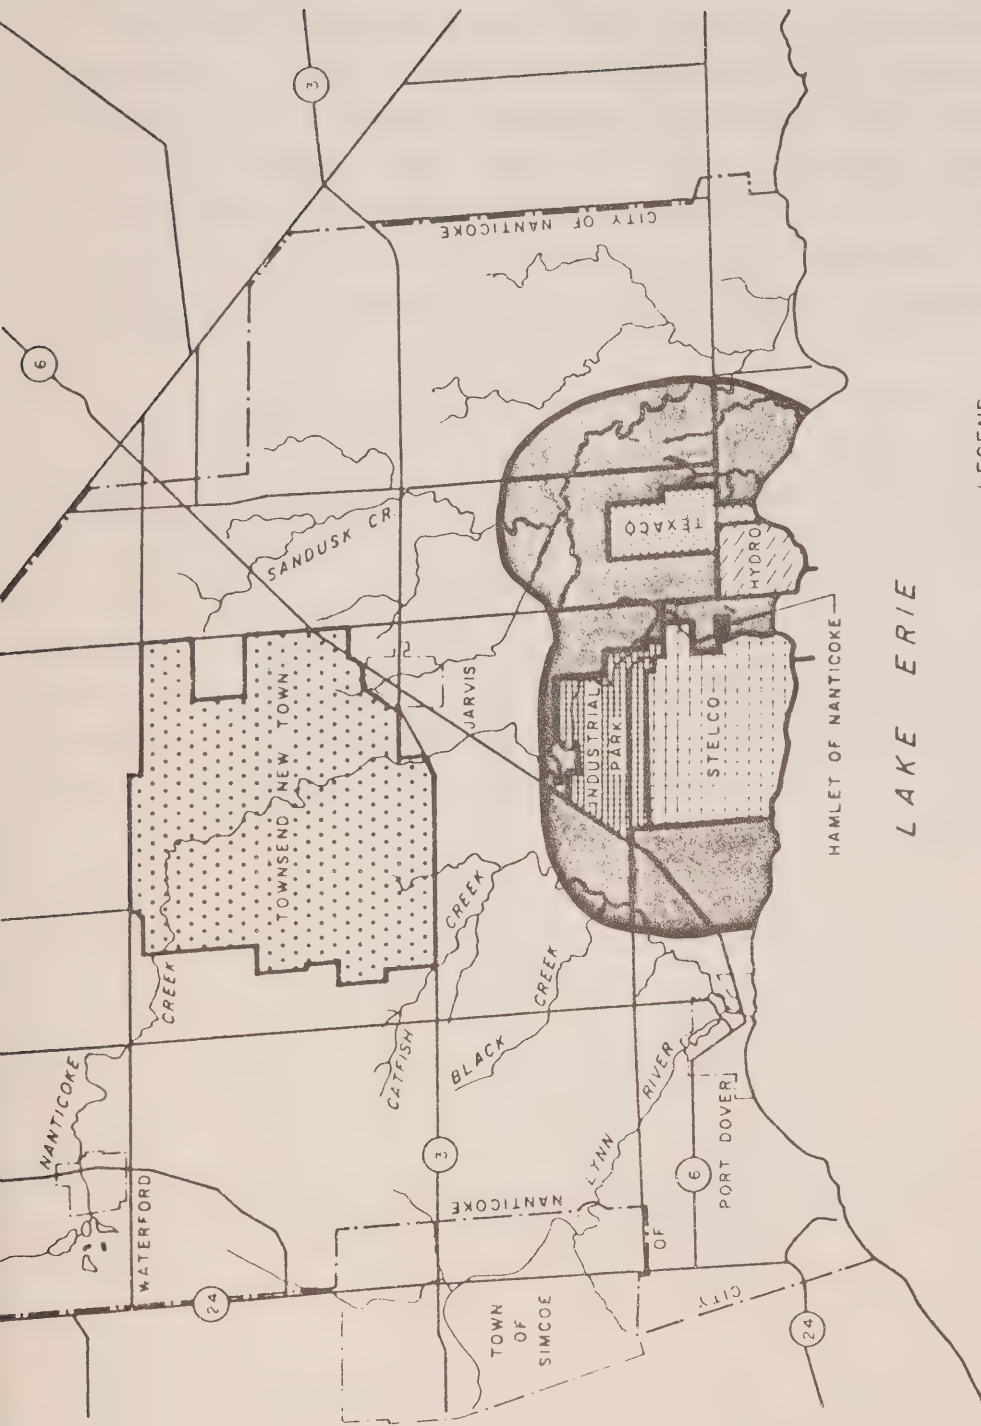 3
6
CITY OF NANTICOKE
SANDUSK CR.
TEXACO
HYDRO
TOWNSEND NEW TOWN
JARVIS
INDUSTRIAL
PARK
STELCO
HAMLET OF NANTICOKE
LAKE ERIE
NANTICOKE
CREEK
CATFISH
CREEK
BLACK
CREEK
LYNN
RIVER
WATERFORD
24
3
NANTICOKE
OF
CITY
6
PORT DOVER
TOWN
OF
SIMCOE
24